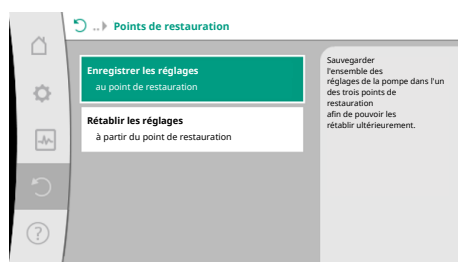 ..▸ Points de restauration
Enregistrer les réglages
au point de restauration
Rétablir les réglages
à partir du point de restauration
Sauvegarder
l'ensemble des
réglages de la pompe dans l'un
des trois points de
restauration
afin de pouvoir les
rétablir ultérieurement.
?